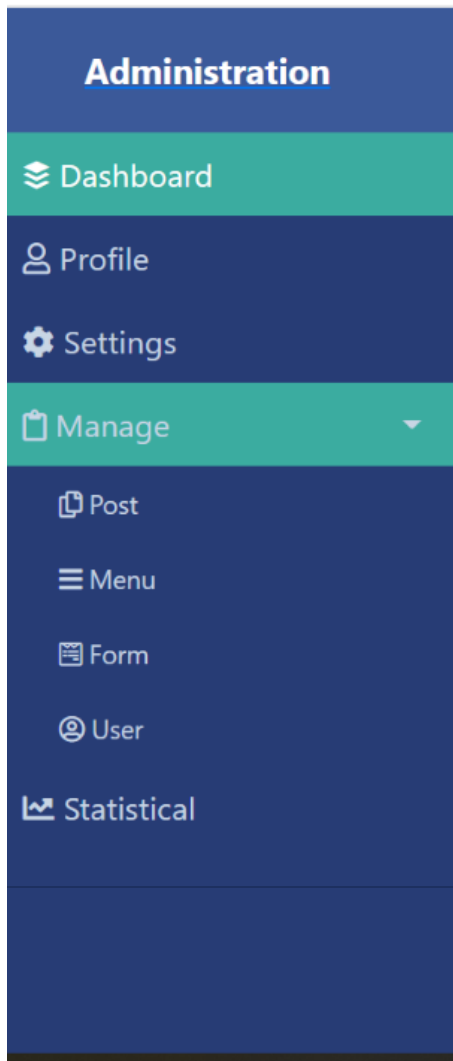 Administration
Dashboard
Profile
Settings
Manage
Post
Menu
Form
User
Statistical